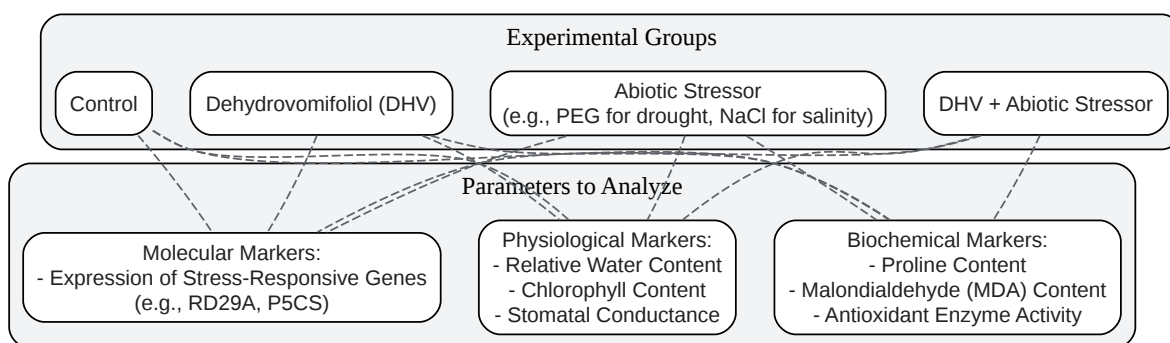 Experimental Groups
Control
Dehydrovomifoliol (DHV)
Abiotic Stressor
(e.g., PEG for drought, NaCl for salinity)
DHV + Abiotic Stressor
Parameters to Analyze
Molecular Markers:
- Expression of Stress-Responsive Genes
(e.g., RD29A, P5CS)
Physiological Markers:
- Relative Water Content
- Chlorophyll Content
- Stomatal Conductance
Biochemical Markers:
- Proline Content
- Malondialdehyde (MDA) Content
- Antioxidant Enzyme Activity